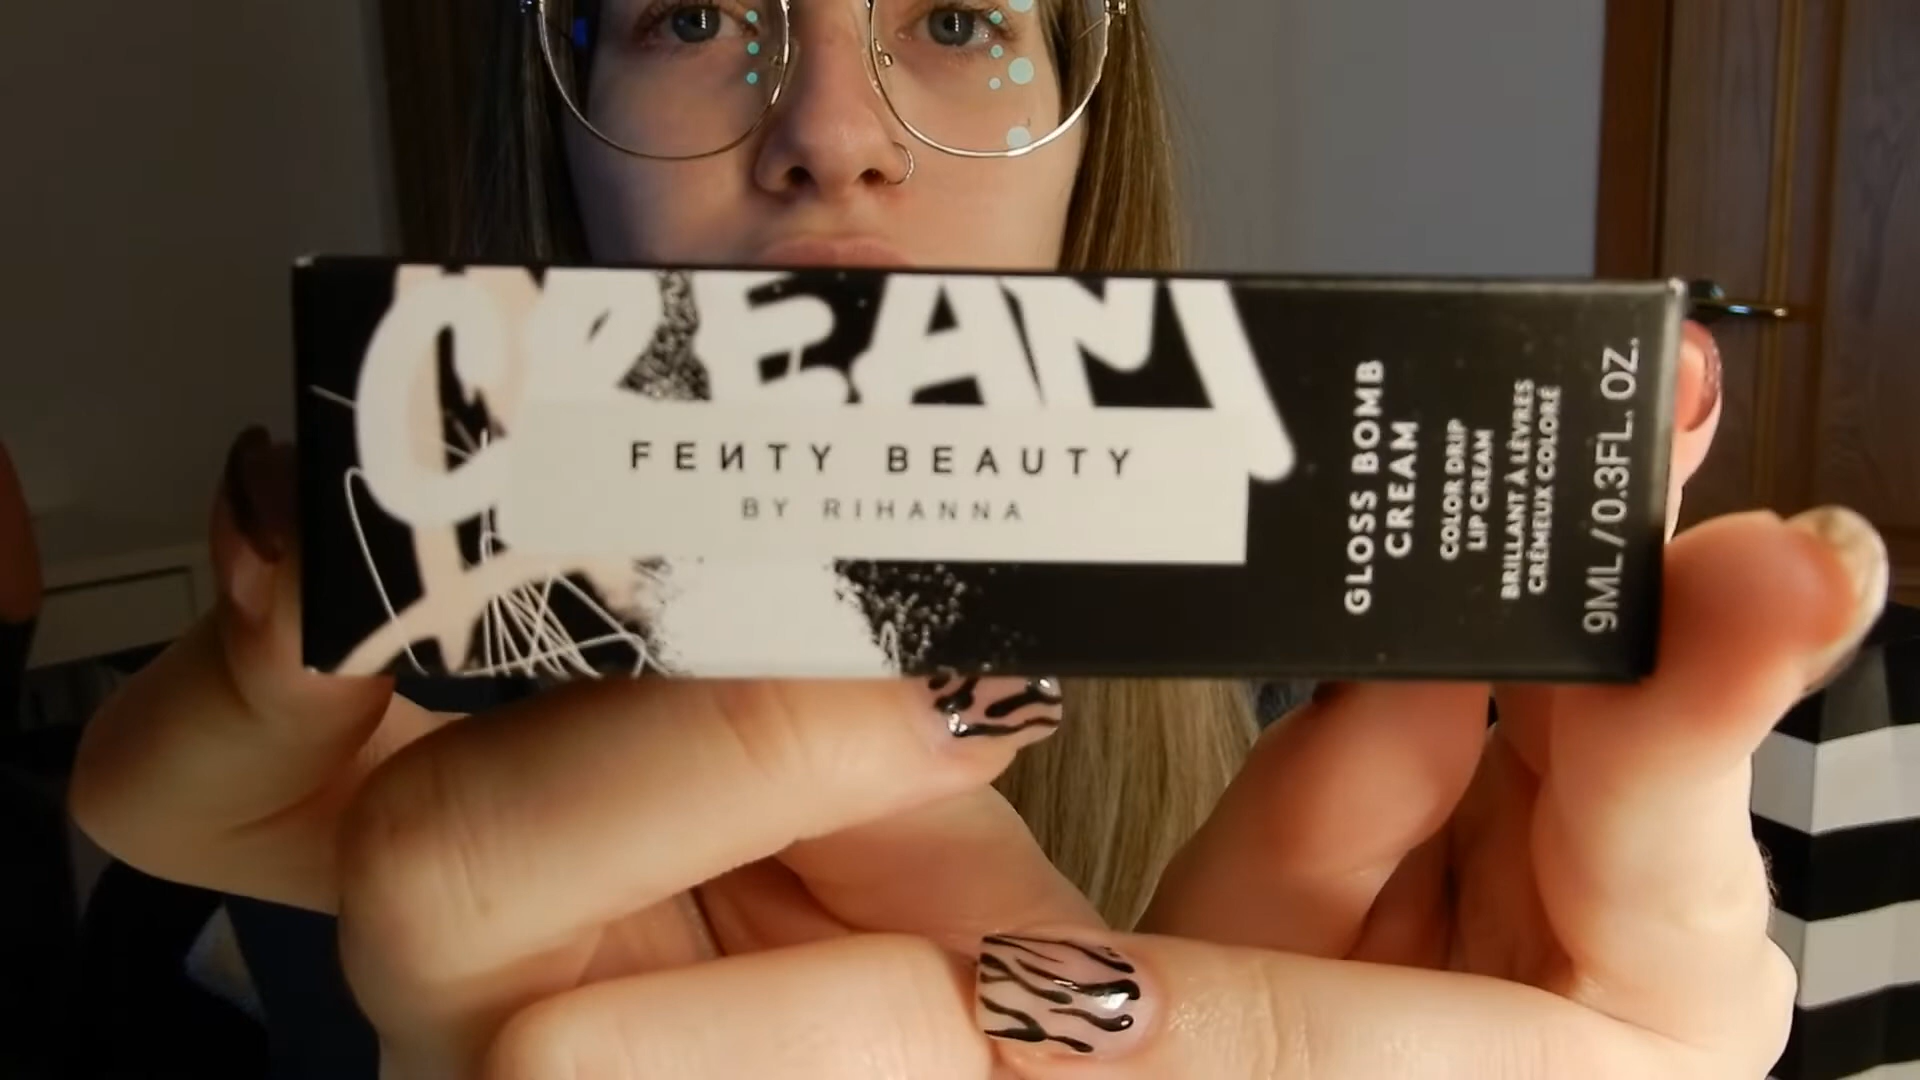 CREAM
FEИTY BEAUTY
BY RIHANNA
GLOSS BOMB
CREAM
COLOR DRIP
LIP CREAM
BRILLANT À LÈVRES
CRÉMEUX COLORÉ
9ML/0.3FL. OZ.